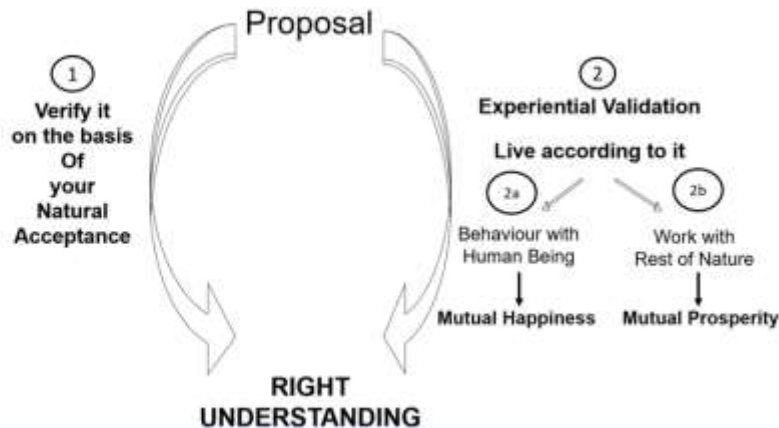 Proposal
1
Verify it
on the basis
Of
your
Natural
Acceptance
2
Experiential Validation
Live according to it
2a
Behaviour with
Human Being
Mutual Happiness
2b
Work with
Rest of Nature
Mutual Prosperity
RIGHT
UNDERSTANDING